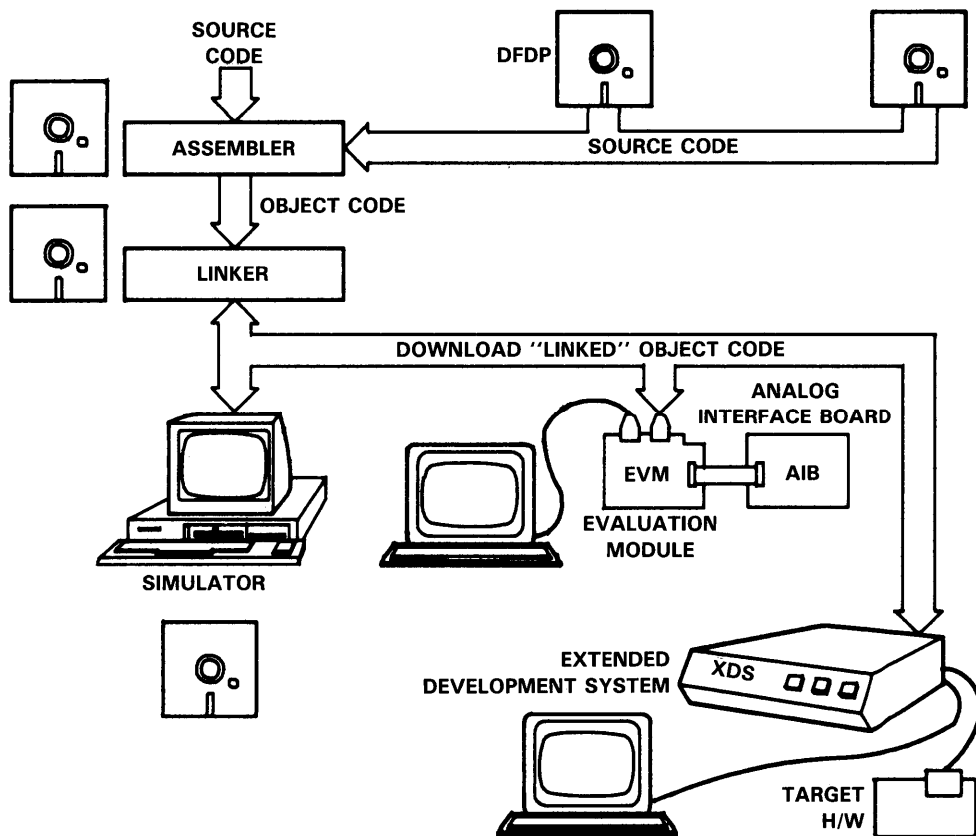 SOURCE
CODE
DFDP
ASSEMBLER
SOURCE CODE
OBJECT CODE
LINKER
DOWNLOAD ''LINKED'' OBJECT CODE
ANALOG
INTERFACE BOARD
EVM
AIB
EVALUATION
MODULE
SIMULATOR
EXTENDED
DEVELOPMENT SYSTEM
XDS
TARGET
H/W